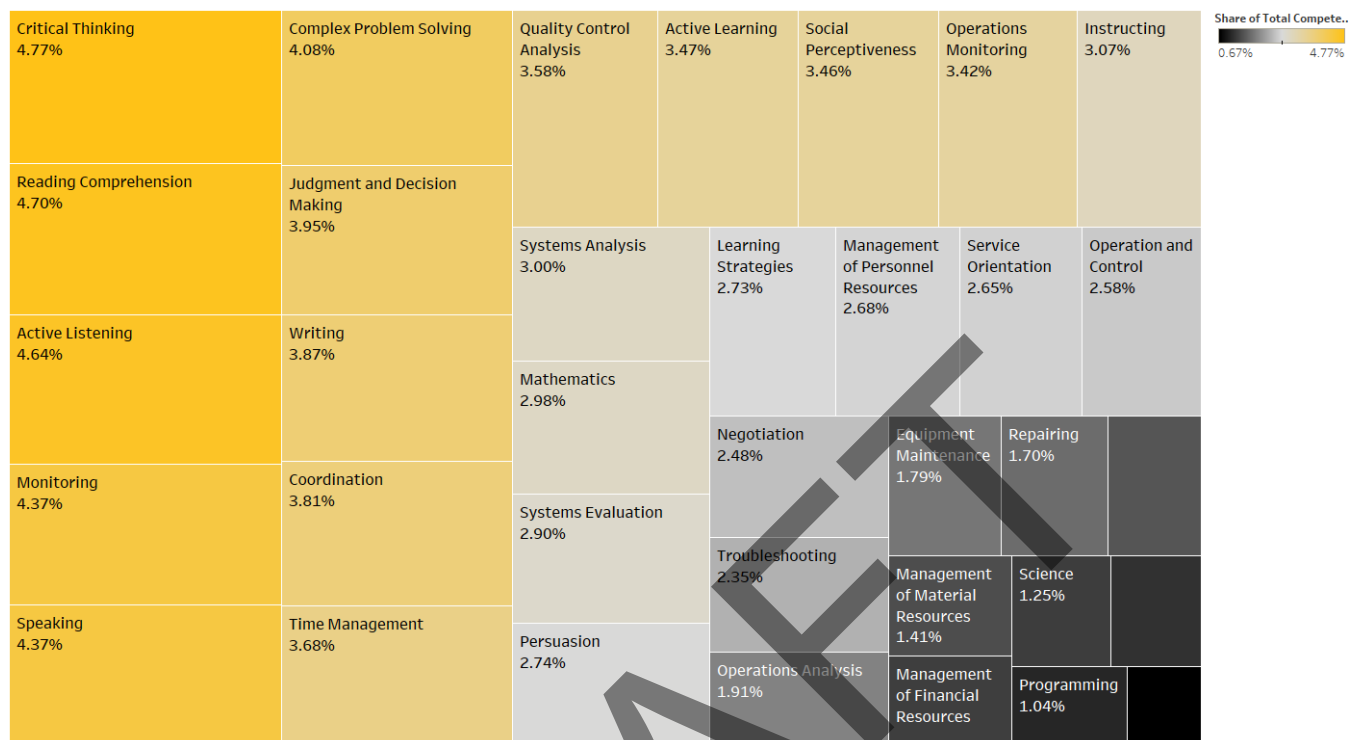 Critical Thinking
4.77%
Reading Comprehension
4.70%
Active Listening
4.64%
Monitoring
4.37%
Speaking
4.37%
Complex Problem Solving
4.08%
Judgment and Decision
Making
3.95%
Writing
3.87%
Coordination
3.81%
Time Management
3.68%
Quality Control
Analysis
3.58%
Active Learning
3.47%
Social
Perceptiveness
3.46%
Operations
Monitoring
3.42%
Instructing
3.07%
Systems Analysis
3.00%
Mathematics
2.98%
Systems Evaluation
2.90%
Persuasion
2.74%
Learning
Strategies
2.73%
Management
of Personnel
Resources
2.68%
Service
Orientation
2.65%
Operation and
Control
2.58%
Negotiation
2.48%
Troubleshooting
2.35%
Operations Analysis
1.91%
Equipment
Maintenance
1.79%
Repairing
1.70%
Management
of Material
Resources
1.41%
Management
of Financial
Resources
Science
1.25%
Programming
1.04%
Share of Total Compete..
0.67% 4.77%